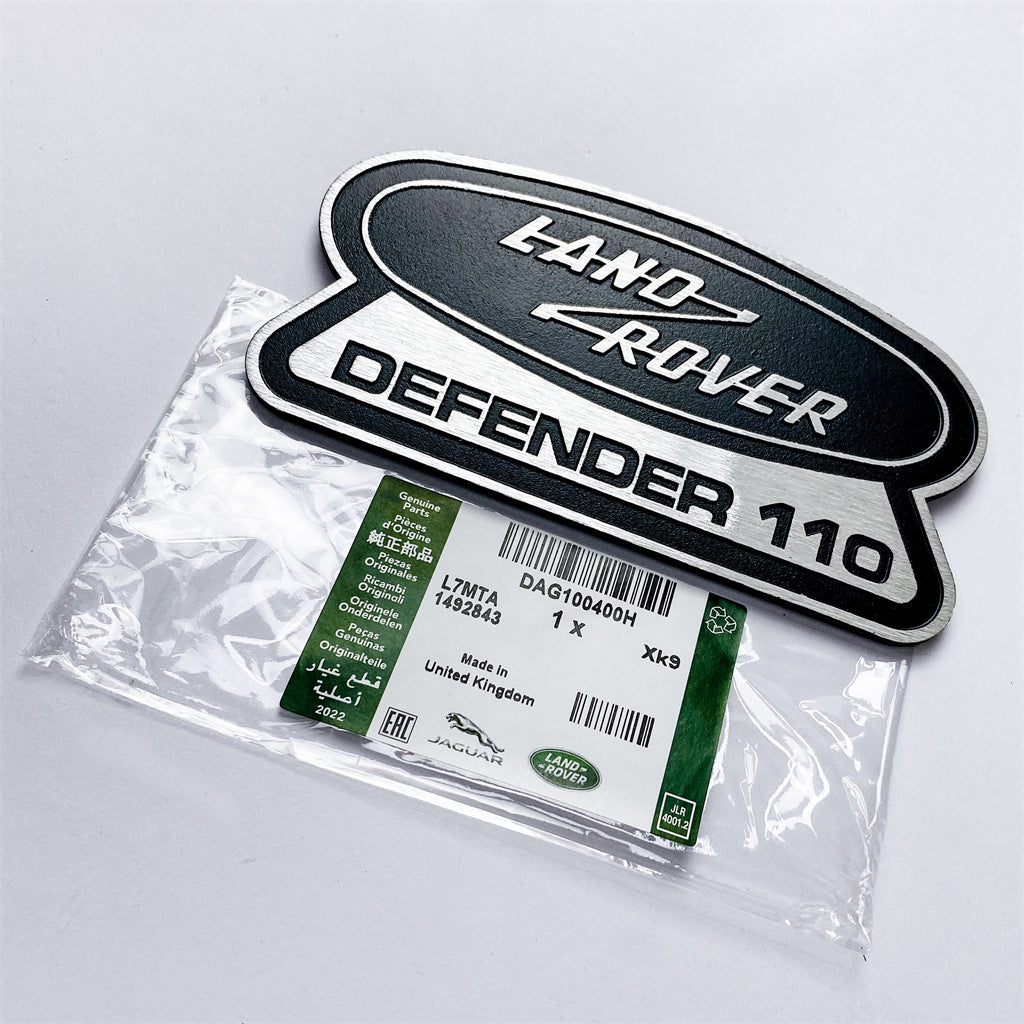 LAND
ROVER
DEFENDER 110
Genuine
Parts
Pièces
d'Origine
純正部品
Piezas
Originales
Ricambi
Originali
Originele
Onderdelen
Peças
Genuínas
Originalteile
قطع غيار
أصلية
2022
DAG100400H
L7MTA
1492843
1 X
Xk9
Made in
United Kingdom
EAC
JAGUAR
LAND
ROVER
JLR
4001.2